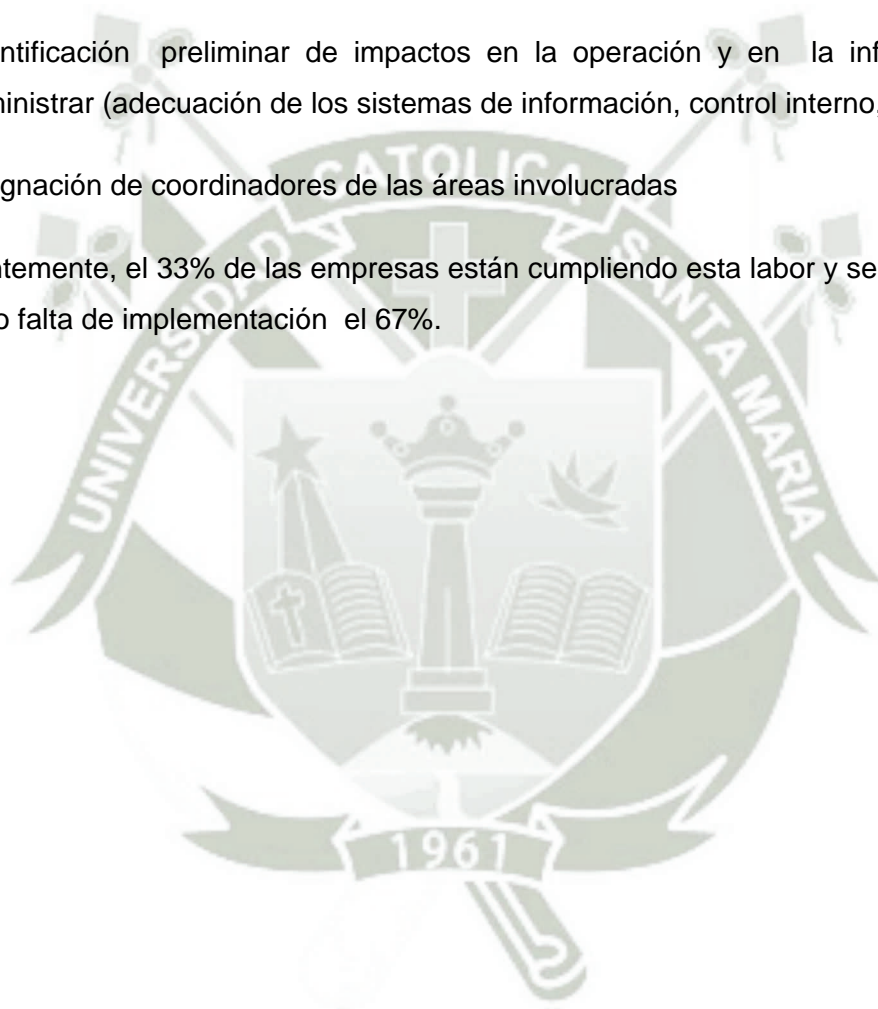 ntificación preliminar de impactos en la operación y en la inf
ninistrar (adecuación de los sistemas de información, control interno,
gnación de coordinadores de las áreas involucradas
ntemente, el 33% de las empresas están cumpliendo esta labor y se
o falta de implementación el 67%.
UNIVERSIDAD CATOLICA SANTA MARIA
1961